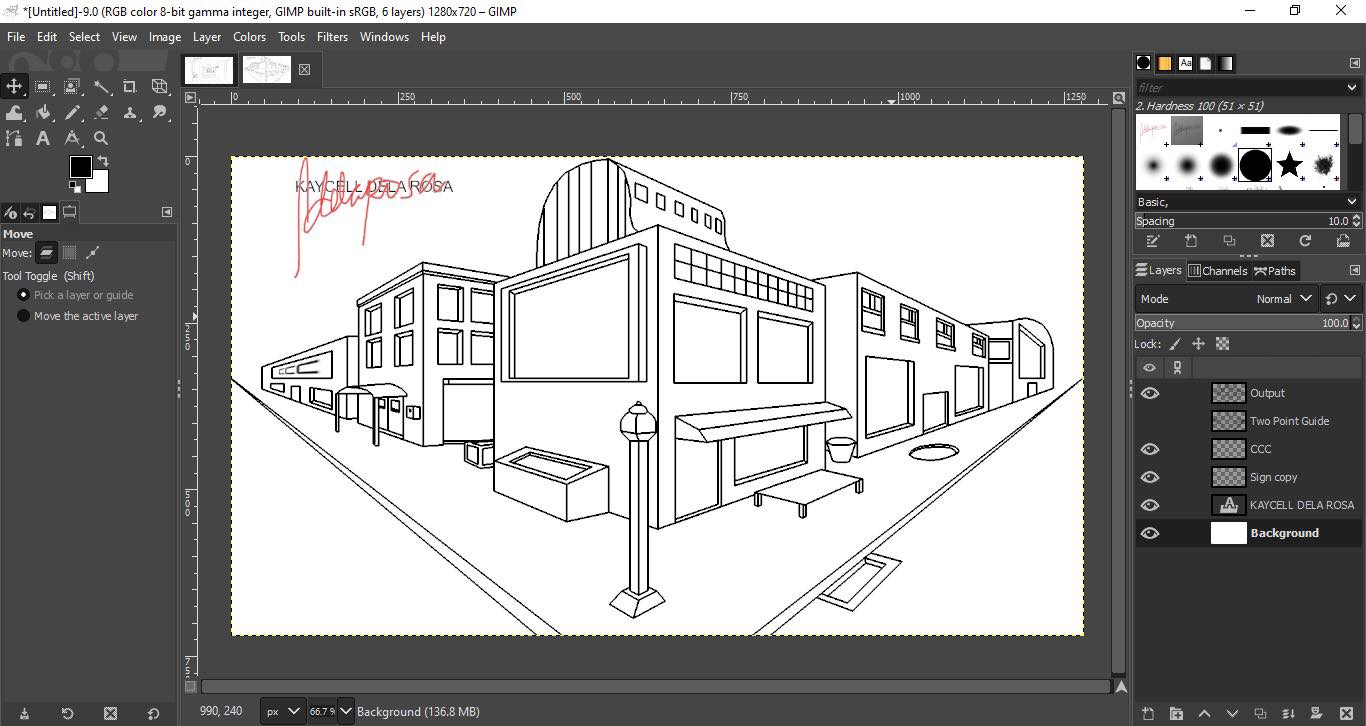 *[Untitled]-9.0 (RGB color 8-bit gamma integer, GIMP built-in sRGB, 6 layers) 1280x720 – GIMP
File Edit Select View Image Layer Colors Tools Filters Windows Help
filter
2. Hardness 100 (51 × 51)
Basic,
Spacing 10.0
Move
Move:
Tool Toggle (Shift)
Pick a layer or guide
Move the active layer
0 250 500 750 1000 1250
0
250
500
75
KAYCELL DELA ROSA
Layers Channels Paths
Mode Normal
Opacity 100.0
Lock:
Output
Two Point Guide
CCC
Sign copy
KAYCELL DELA ROSA
Background
990, 240 px 66.7 % Background (136.8 MB)